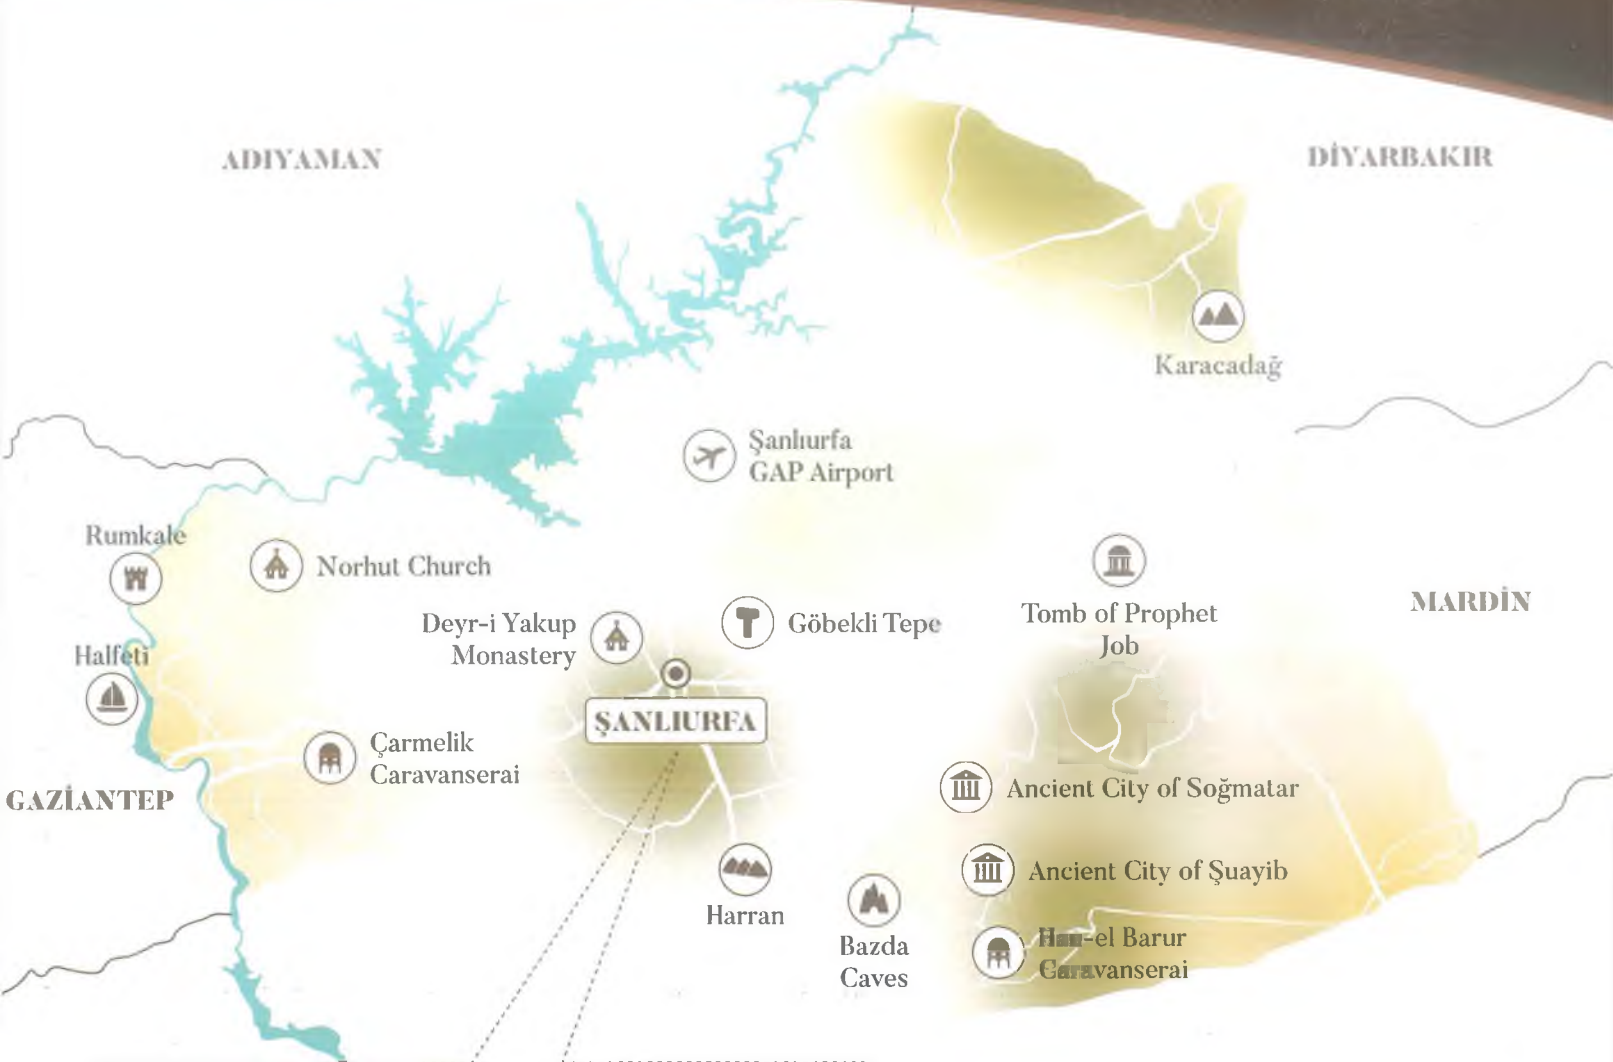 ADIYAMAN
DİYARBAKIR
Karacadağ
Şanlıurfa
GAP Airport
Rumkale
Norhut Church
Deyr-i Yakup
Monastery
Göbekli Tepe
Tomb of Prophet
Job
MARDİN
Halfeti
ŞANLIURFA
Çarmelik
Caravanserai
GAZİANTEP
Ancient City of Soğmatar
Ancient City of Şuayib
Harran
Bazda
Caves
Han-el Barur
Caravanserai